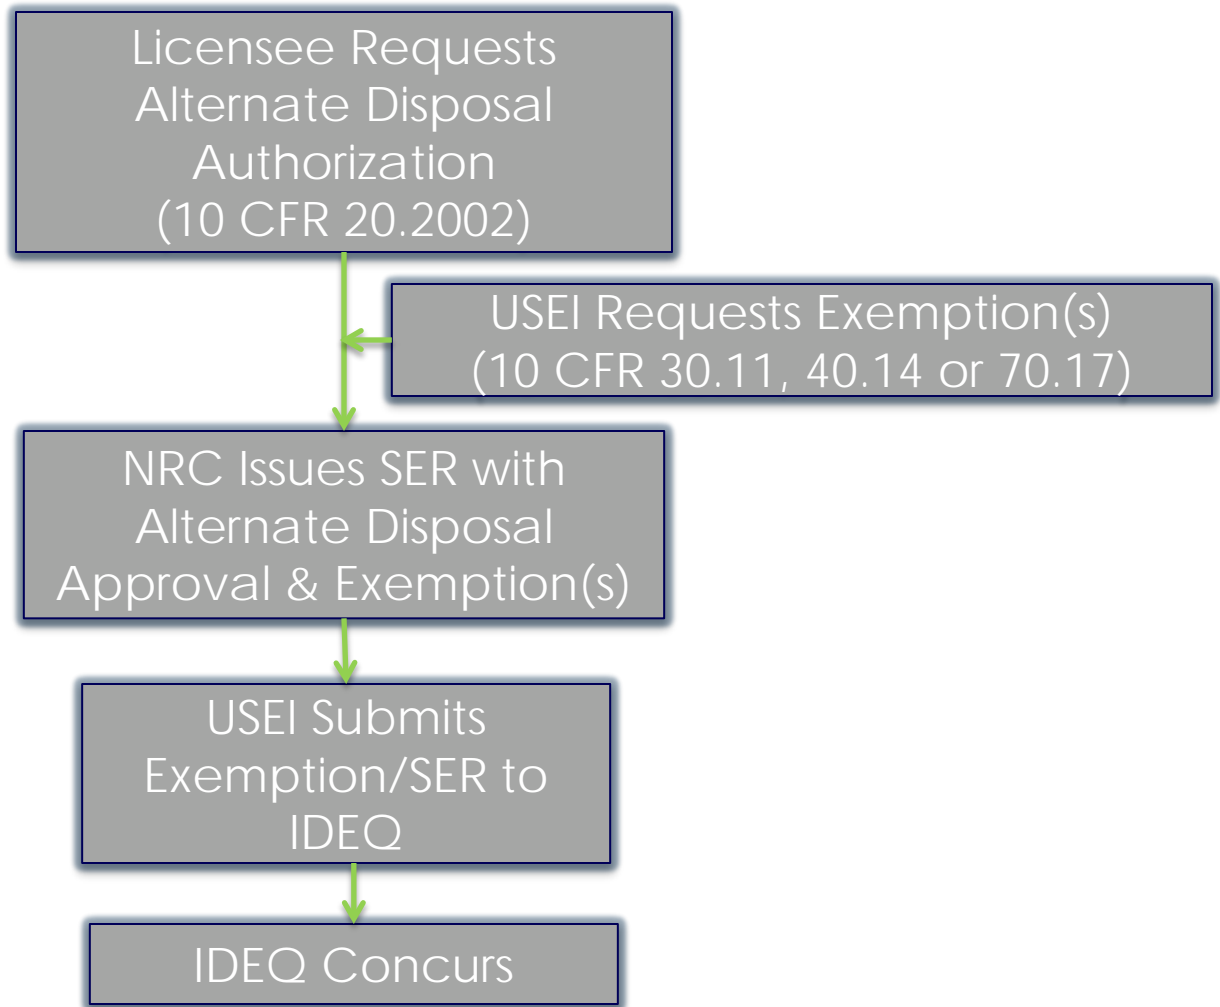 Licensee Requests
Alternate Disposal
Authorization
(10 CFR 20.2002)
USEI Requests Exemption(s)
(10 CFR 30.11, 40.14 or 70.17)
NRC Issues SER with
Alternate Disposal
Approval & Exemption(s)
USEI Submits
Exemption/SER to
IDEQ
IDEQ Concurs